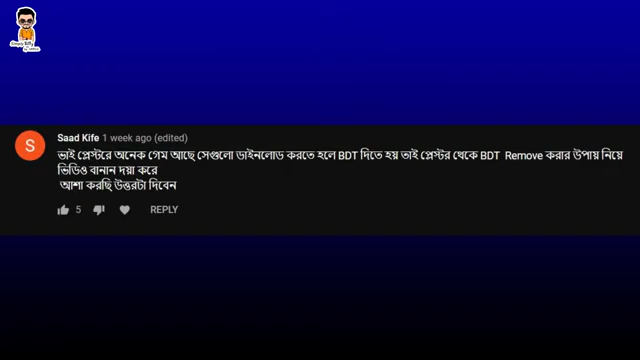 Saad Kife 1 week ago (edited)
ভাই প্লেস্টরে অনেক গেম আছে সেগুলো ডাইনলোড করতে হলে BDT দিতে হয় তাই প্লেস্টর থেকে BDT Remove করার উপায় নিয়ে
ভিডিও বানান দয়া করে
আশা করছি উত্তরটা দিবেন
5 REPLY
S